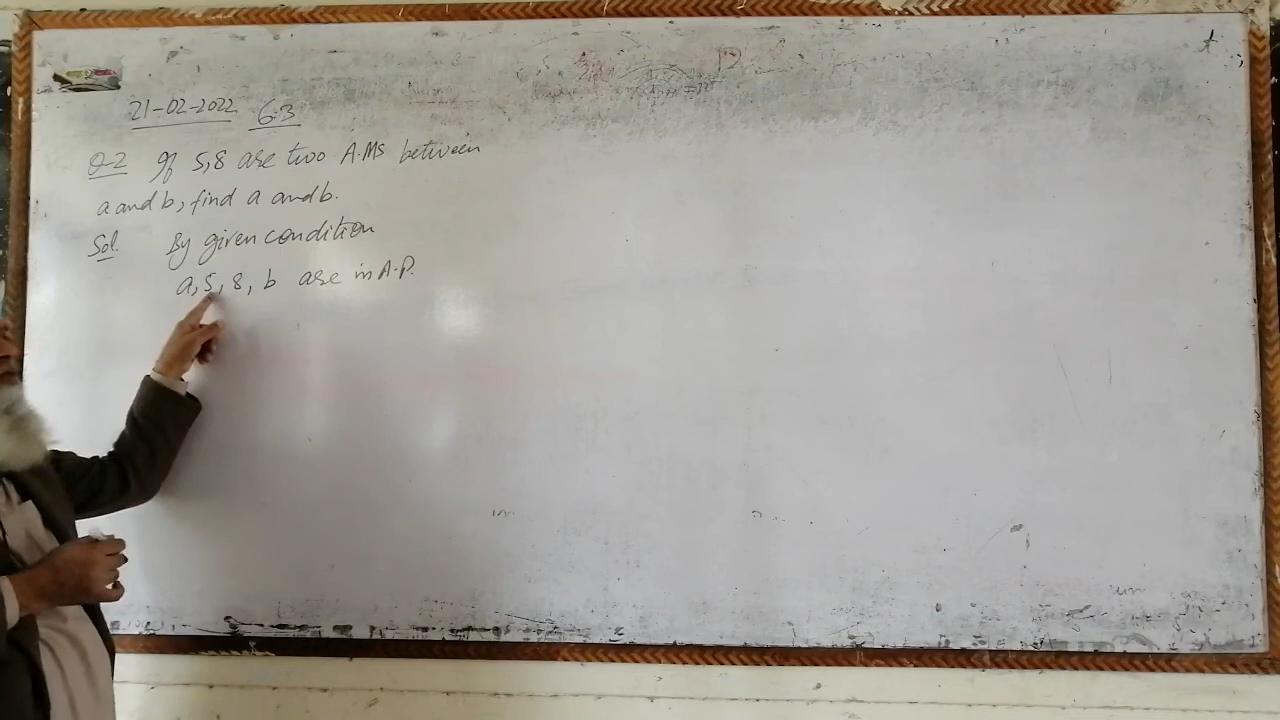 21-02-2022 6.3
Q-2 If 5,8 are two A.Ms between
a and b, find a and b.
Sol. By given condition
a, 5, 8, b are in A.P.